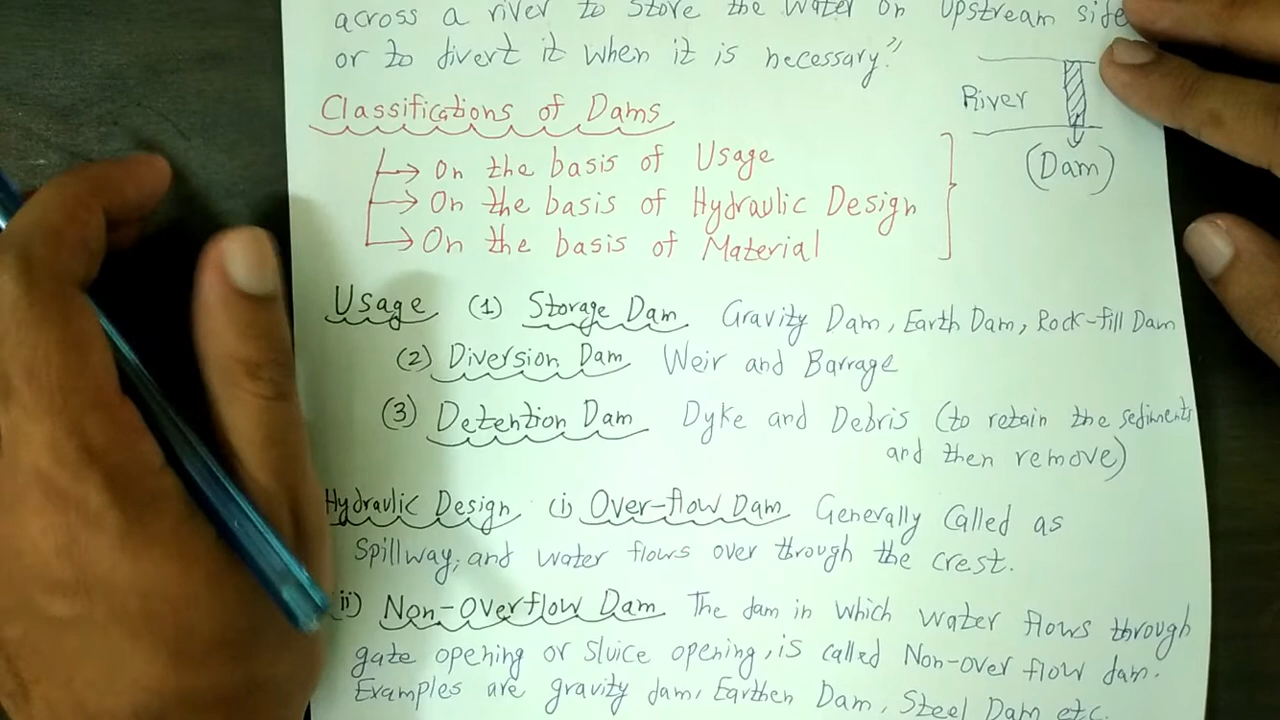 across a river to store the water on upstream side
or to divert it when it is necessary"
River
(Dam)
Classifications of Dams
On the basis of Usage
On the basis of Hydraulic Design
On the basis of Material
Usage (1) Storage Dam Gravity Dam, Earth Dam, Rock-fill Dam
(2) Diversion Dam Weir and Barrage
(3) Detention Dam Dyke and Debris (to retain the sediments
and then remove)
Hydraulic Design (i) Over-flow Dam Generally Called as
Spillway, and water flows over through the crest.
ii) Non-Overflow Dam The dam in which water flows through
gate opening or sluice opening, is called Non-over flow dam.
Examples are gravity dam, Earthen Dam, Steel Dam etc.